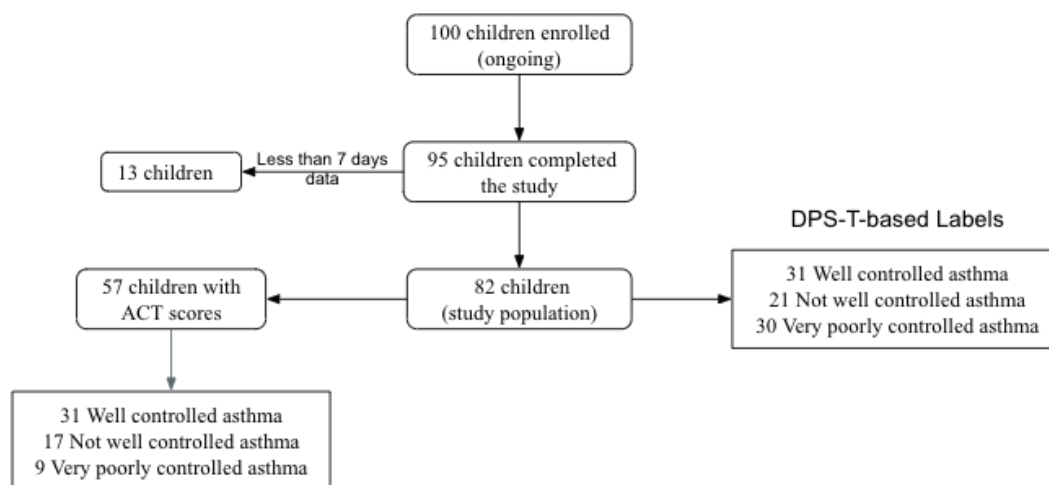 100 children enrolled
(ongoing)
Less than 7 days
data
13 children
95 children completed
the study
DPS-T-based Labels
57 children with
ACT scores
82 children
(study population)
31 Well controlled asthma
21 Not well controlled asthma
30 Very poorly controlled asthma
31 Well controlled asthma
17 Not well controlled asthma
9 Very poorly controlled asthma